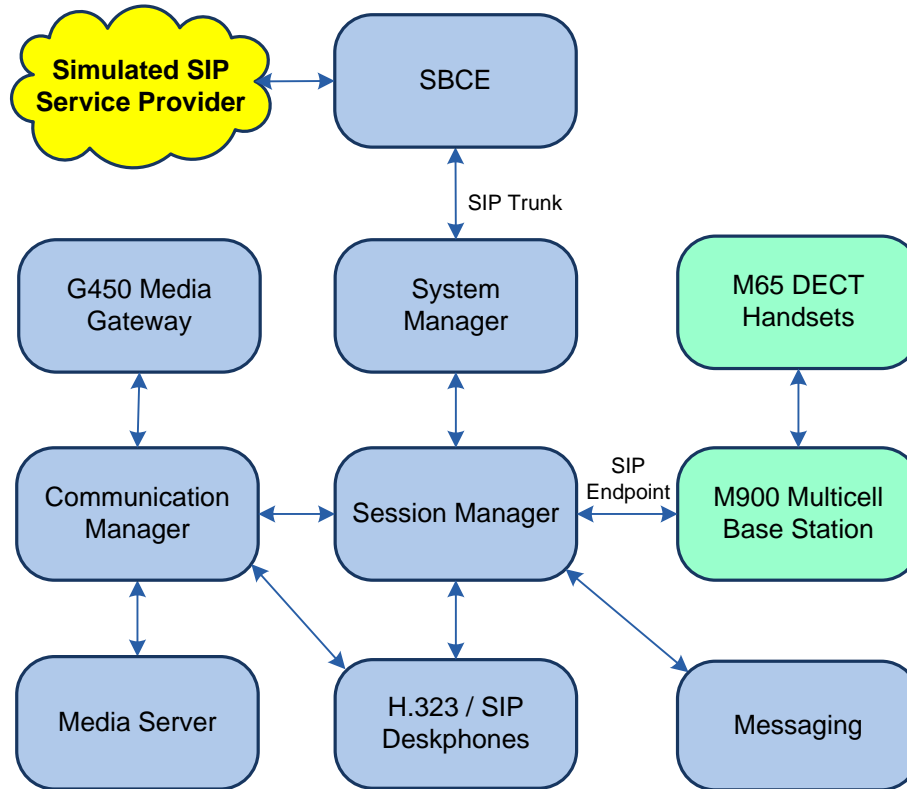 Simulated SIP
Service Provider
SBCE
SIP Trunk
G450 Media
Gateway
System
Manager
M65 DECT
Handsets
Communication
Manager
Session Manager
SIP
Endpoint
M900 Multicell
Base Station
Media Server
H.323 / SIP
Deskphones
Messaging